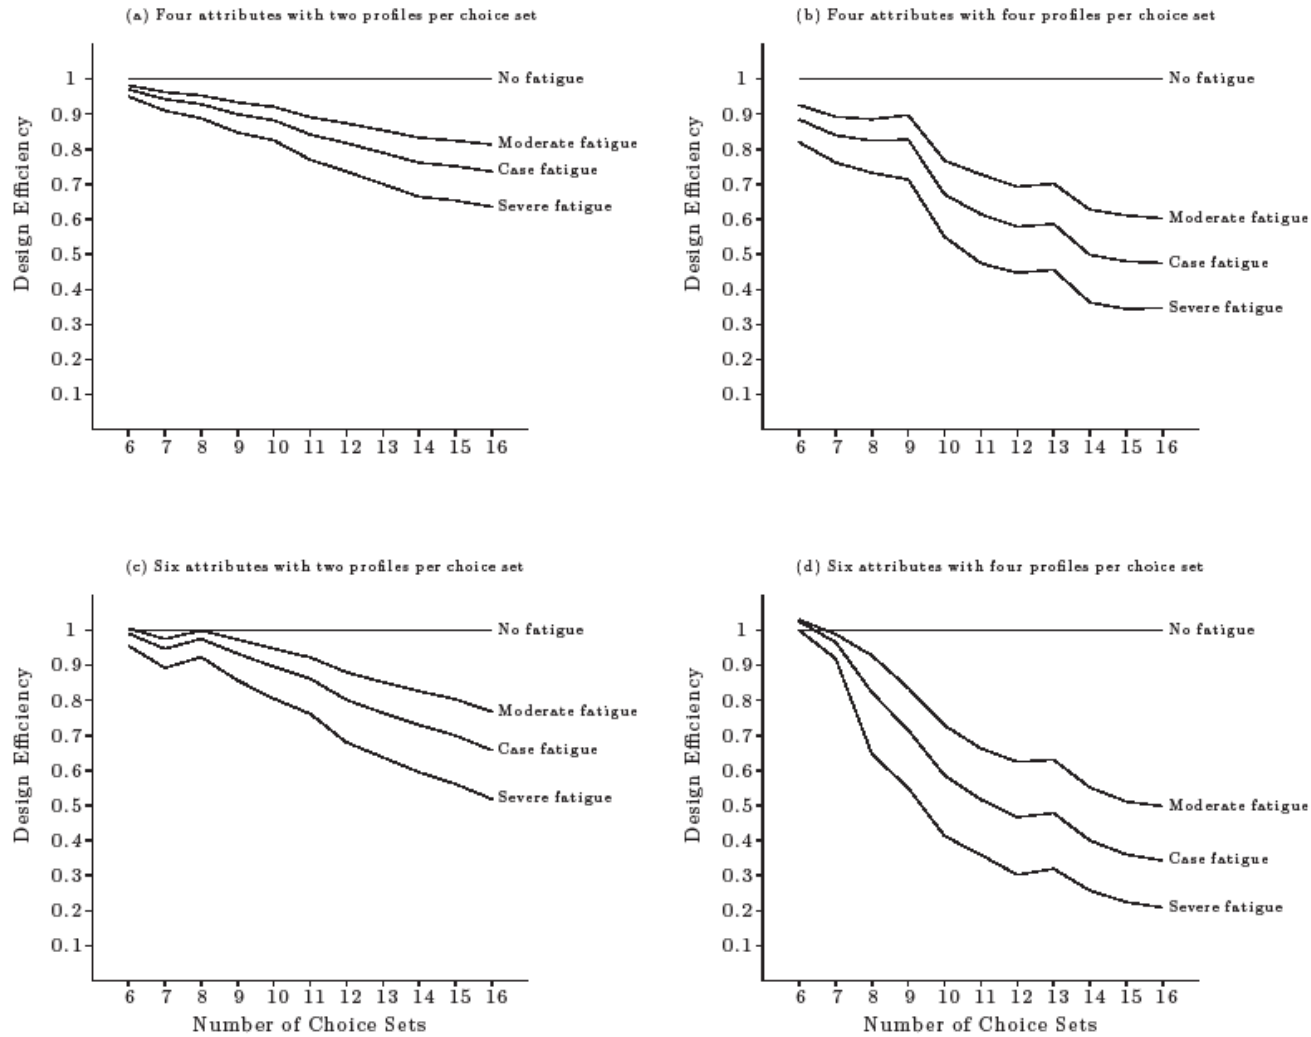 (a) Four attributes with two profiles per choice set
Design Efficiency
1
0.9
0.8
0.7
0.6
0.5
0.4
0.3
0.2
0.1
No fatigue
Moderate fatigue
Case fatigue
Severe fatigue
6 7 8 9 10 11 12 13 14 15 16
(b) Four attributes with four profiles per choice set
Design Efficiency
1
0.9
0.8
0.7
0.6
0.5
0.4
0.3
0.2
0.1
No fatigue
Moderate fatigue
Case fatigue
Severe fatigue
6 7 8 9 10 11 12 13 14 15 16
(c) Six attributes with two profiles per choice set
Design Efficiency
1
0.9
0.8
0.7
0.6
0.5
0.4
0.3
0.2
0.1
No fatigue
Moderate fatigue
Case fatigue
Severe fatigue
6 7 8 9 10 11 12 13 14 15 16
Number of Choice Sets
(d) Six attributes with four profiles per choice set
Design Efficiency
1
0.9
0.8
0.7
0.6
0.5
0.4
0.3
0.2
0.1
No fatigue
Moderate fatigue
Case fatigue
Severe fatigue
6 7 8 9 10 11 12 13 14 15 16
Number of Choice Sets